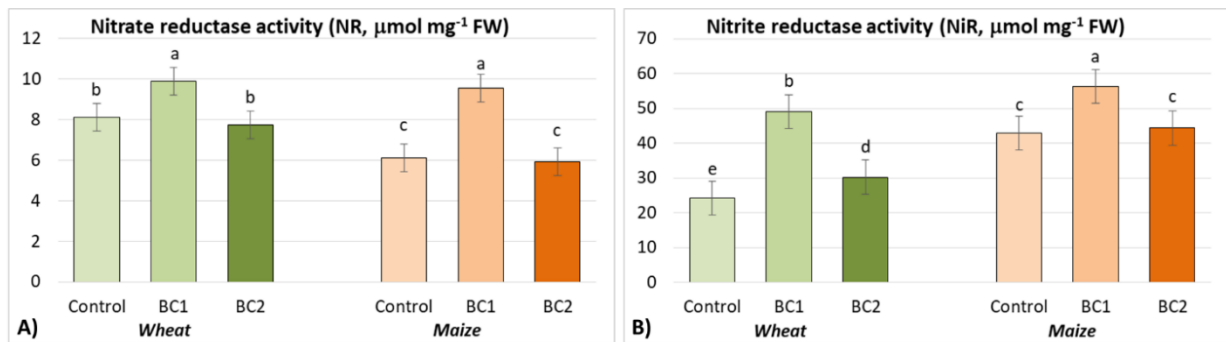 Nitrate reductase activity (NR, μmol mg⁻¹ FW)
12
10
8
6
4
2
0
b
a
b
c
a
c
Control BC1 BC2 Control BC1 BC2
A) Wheat Maize
Nitrite reductase activity (NiR, μmol mg⁻¹ FW)
70
60
50
40
30
20
10
0
e
b
d
c
a
c
Control BC1 BC2 Control BC1 BC2
B) Wheat Maize